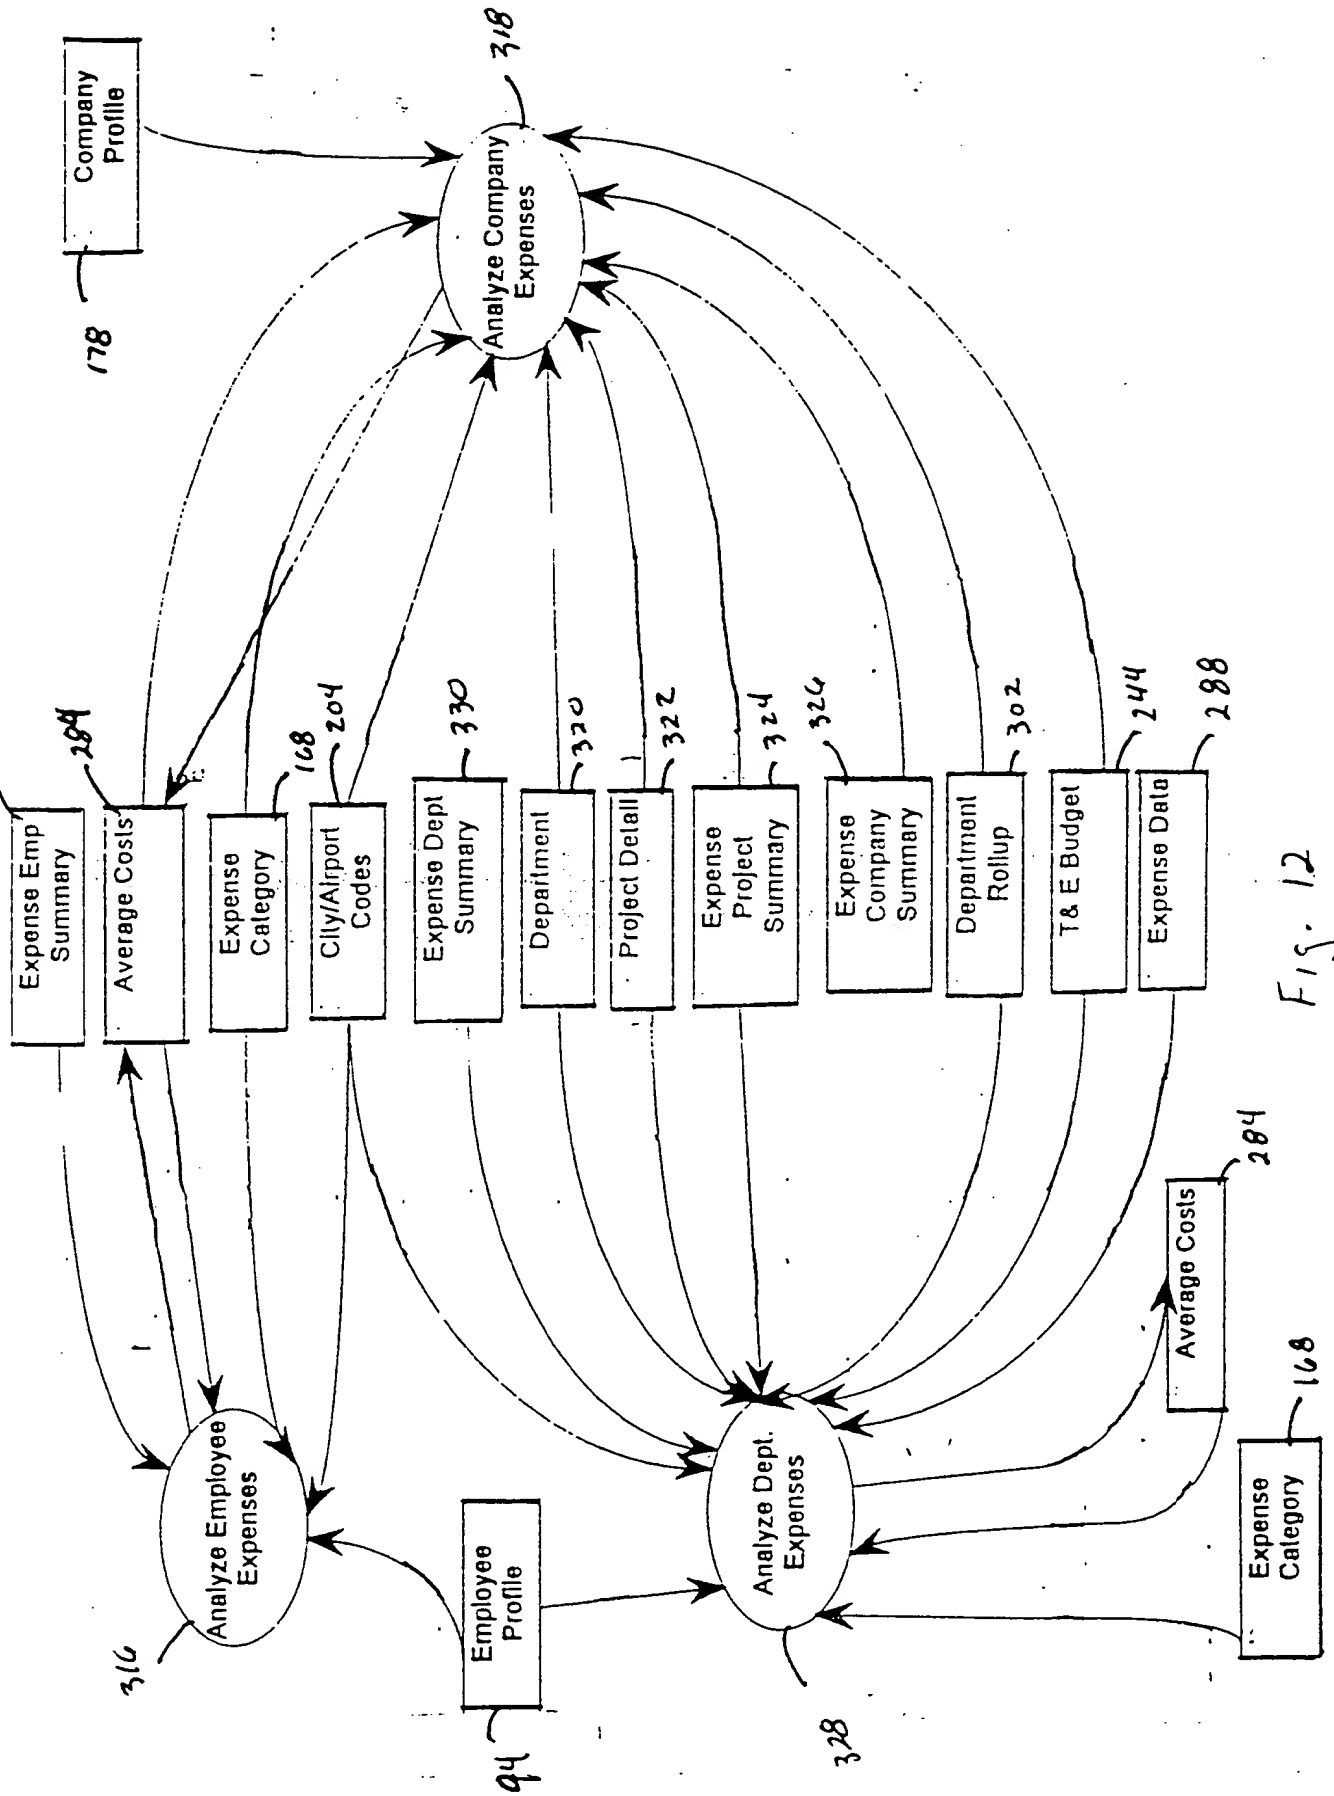 Expense Emp
Summary
Average Costs
284
Expense
Category
168
City/Airport
Codes
204
Expense Dept
Summary
330
Department
320
Project Detail
322
Expense
Project
Summary
324
Expense
Company
Summary
326
Department
Rollup
302
T& E Budget
244
Expense Data
288
Company
Profile
178
Analyze Company
Expenses
318
Analyze Employee
Expenses
316
Employee
Profile
94
Analyze Dept.
Expenses
328
Average Costs
284
Expense
Category
168
Fig. 12